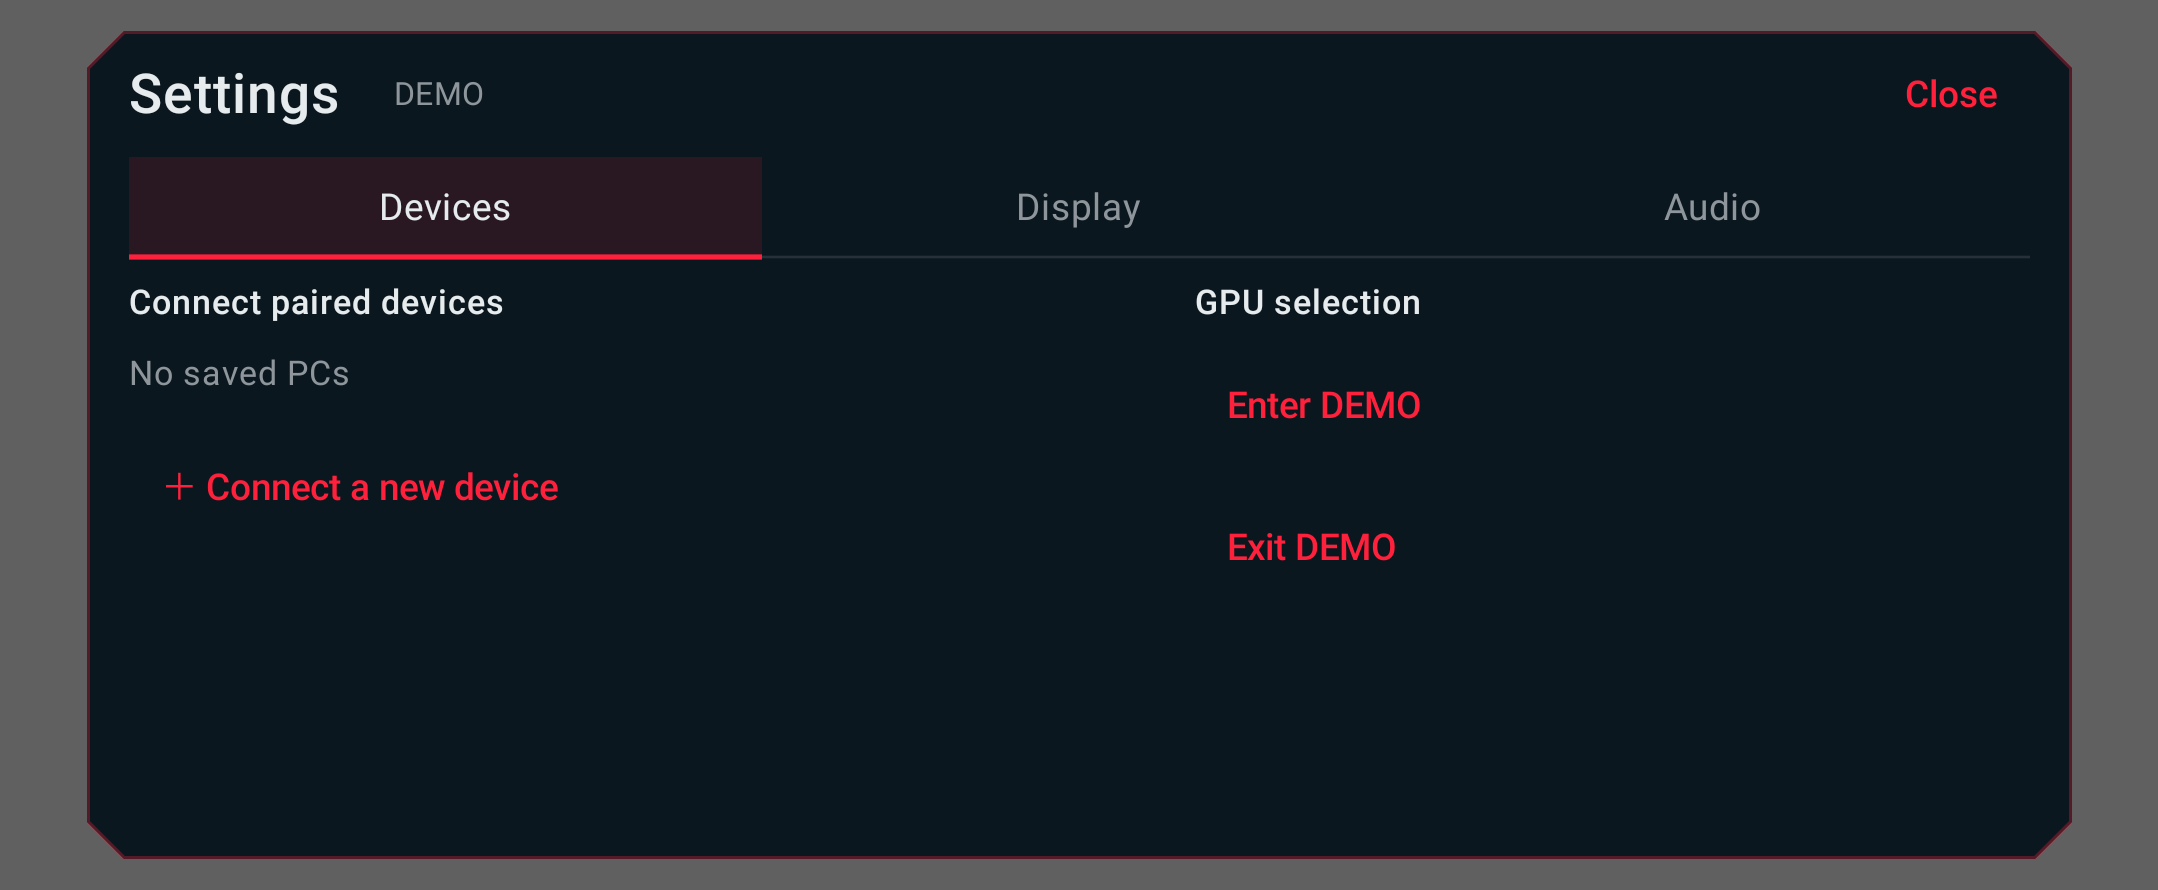 Settings
DEMO
Close
Devices
Display
Audio
Connect paired devices
No saved PCs
+ Connect a new device
GPU selection
Enter DEMO
Exit DEMO